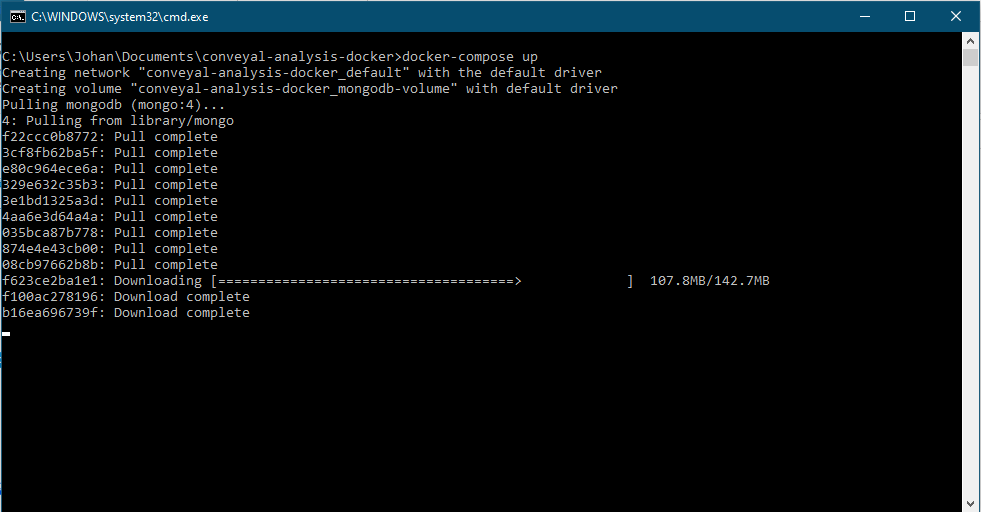 C:\WINDOWS\system32\cmd.exe
C:\Users\Johan\Documents\conveyal-analysis-docker>docker-compose up
Creating network "conveyal-analysis-docker_default" with the default driver
Creating volume "conveyal-analysis-docker_mongodb-volume" with default driver
Pulling mongodb (mongo:4)...
4: Pulling from library/mongo
f22ccc0b8772: Pull complete
3cf8fb62ba5f: Pull complete
e80c964ece6a: Pull complete
329e632c35b3: Pull complete
3e1bd1325a3d: Pull complete
4aa6e3d64a4a: Pull complete
035bca87b778: Pull complete
874e4e43cb00: Pull complete
08cb97662b8b: Pull complete
f623ce2ba1e1: Downloading [=====================================>             ]  107.8MB/142.7MB
f100ac278196: Download complete
b16ea696739f: Download complete